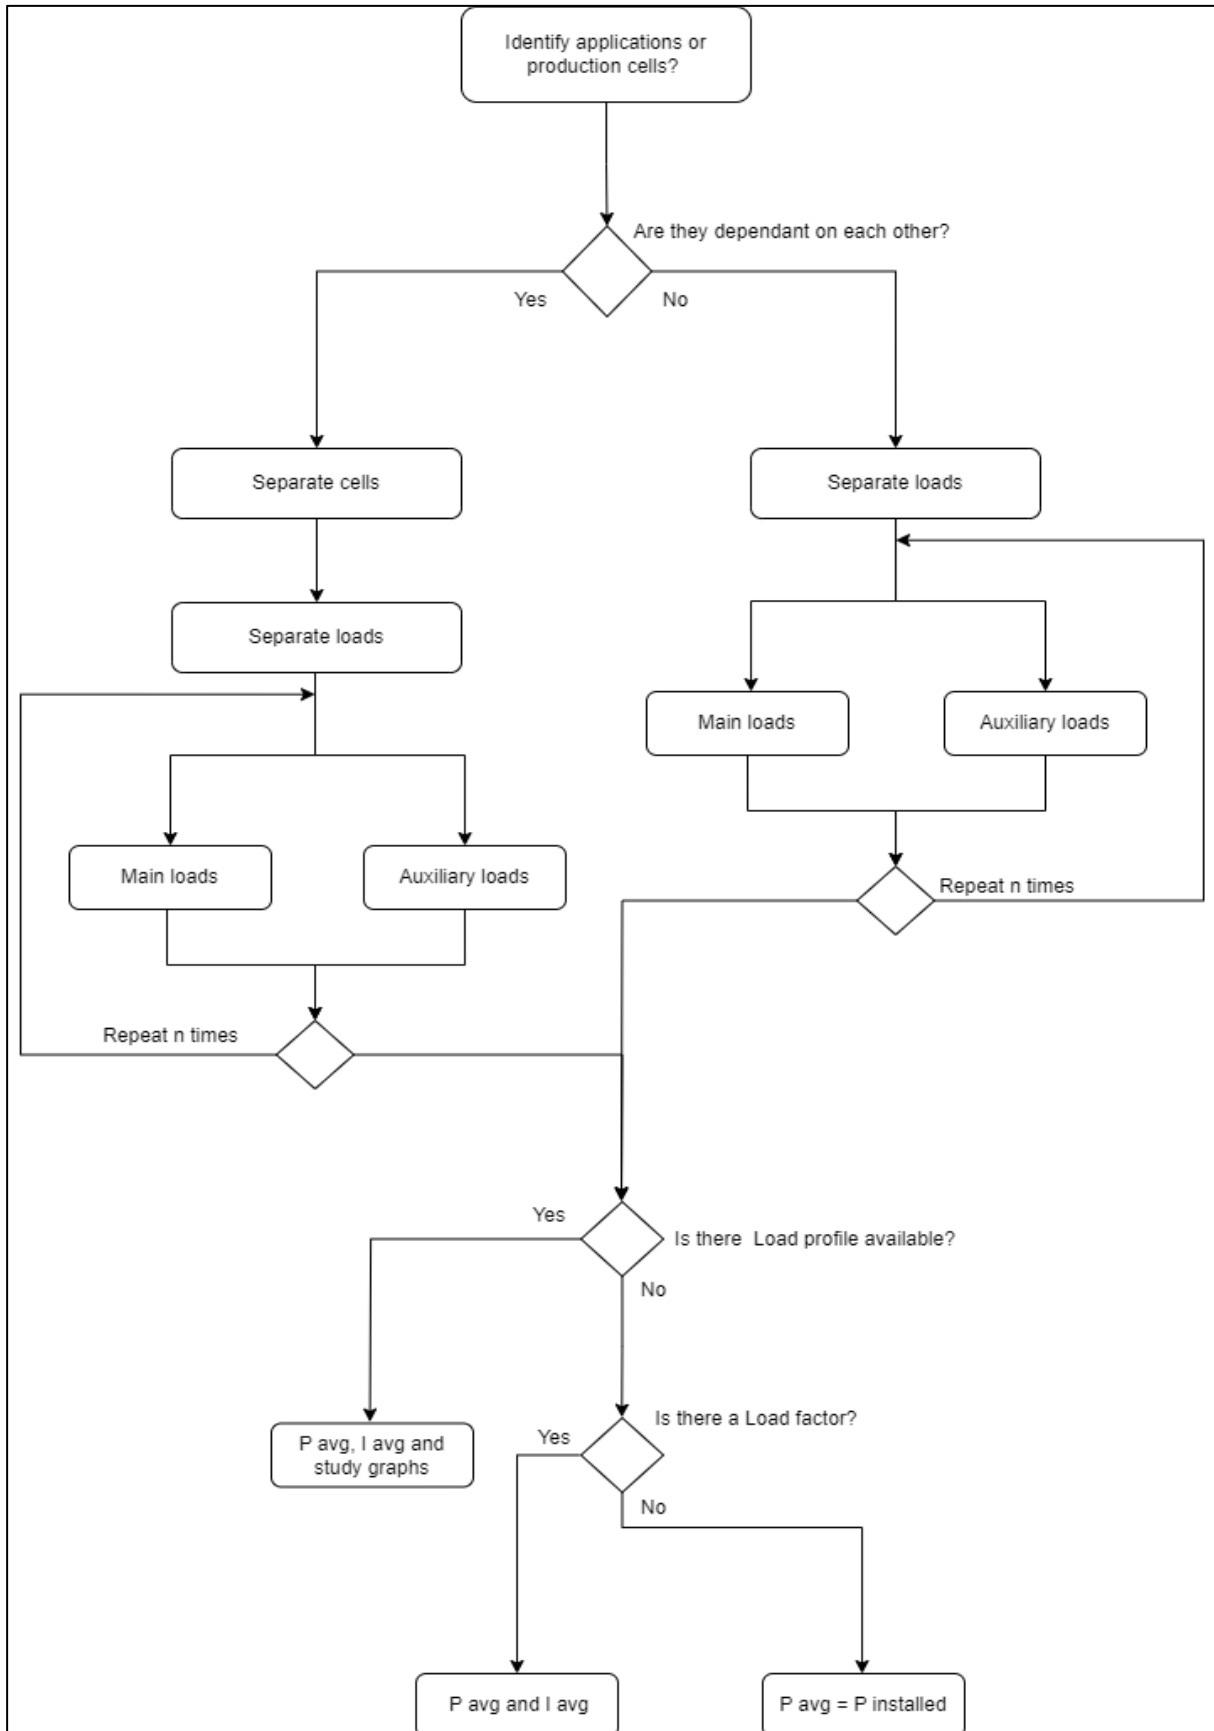 Identify applications or
production cells?
Are they dependant on each other?
Yes
No
Separate cells
Separate loads
Separate loads
Main loads
Auxiliary loads
Main loads
Auxiliary loads
Repeat n times
Repeat n times
Yes
Is there  Load profile available?
No
Is there a Load factor?
Yes
P avg, I avg and
study graphs
No
P avg and I avg
P avg = P installed